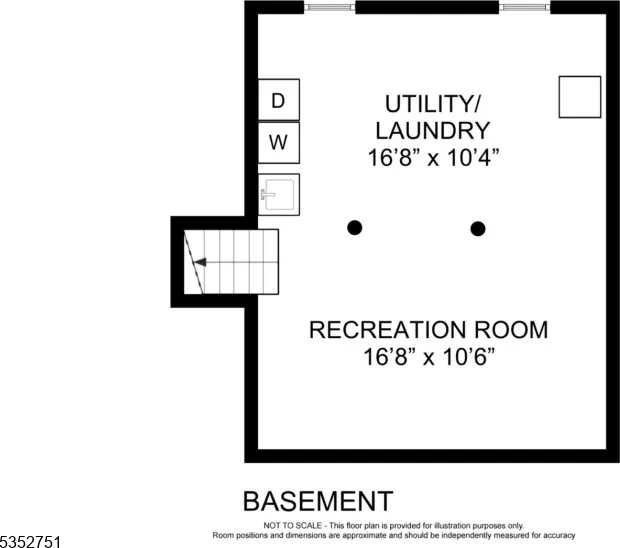 D
W
UTILITY/
LAUNDRY
16’8” x 10’4”
RECREATION ROOM
16’8” x 10’6”
BASEMENT
NOT TO SCALE - This floor plan is provided for illustration purposes only.
Room positions and dimensions are approximate and should be independently measured for accuracy
5352751